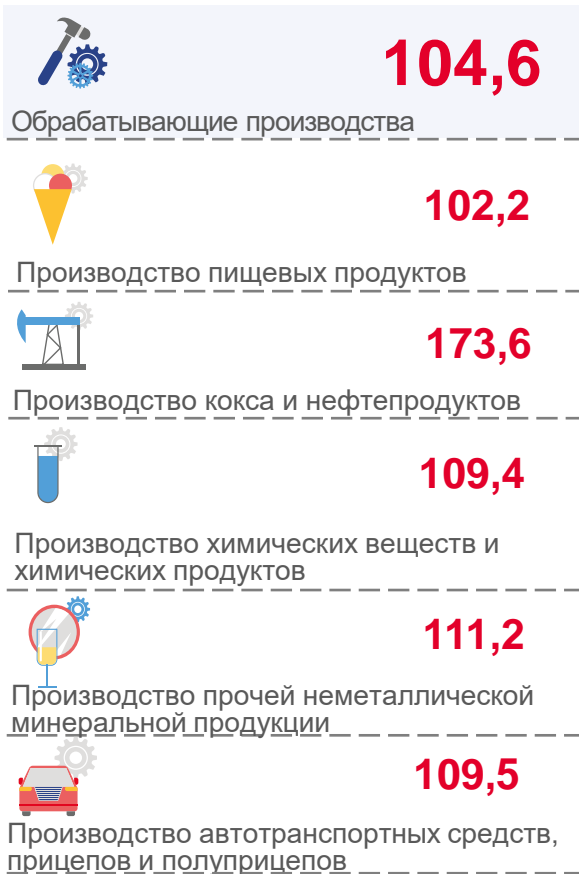 104,6
Обрабатывающие производства
102,2
Производство пищевых продуктов
173,6
Производство кокса и нефтепродуктов
109,4
Производство химических веществ и
химических продуктов
111,2
Производство прочей неметаллической
минеральной продукции
109,5
Производство автотранспортных средств,
прицепов и полуприцепов